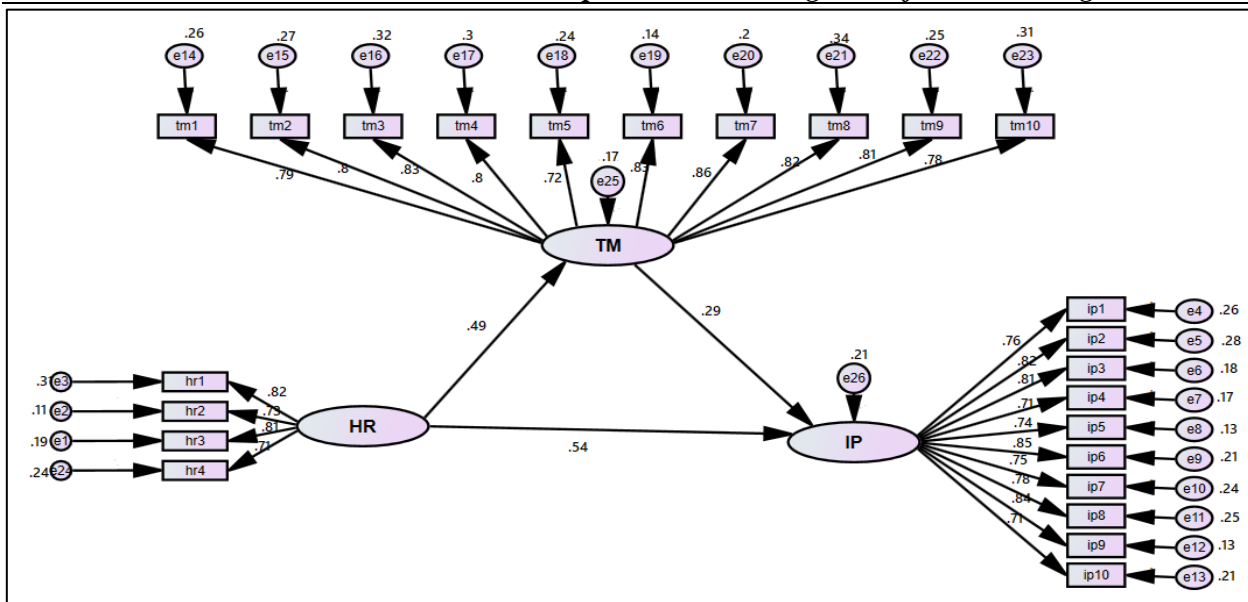 .26 .27 .32 .3 .24 .14 .2 .34 .25 .31
e14 e15 e16 e17 e18 e19 e20 e21 e22 e23
tm1 tm2 tm3 tm4 tm5 tm6 tm7 tm8 tm9 tm10
.79 .8 .83 .8 .72 .83 .86 .82 .81 .78
.17
e25
TM
.49 .29
.21
e26
HR
IP
.54
e3 hr1 .82
.11 e2 hr2 .73
.19 e1 hr3 .81
.24 e24 hr4 .71
.76 ip1 e4 .26
.82 ip2 e5 .28
.81 ip3 e6 .18
.71 ip4 e7 .17
.74 ip5 e8 .13
.85 ip6 e9 .21
.75 ip7 e10 .24
.78 ip8 e11 .25
.84 ip9 e12 .13
.71 ip10 e13 .21